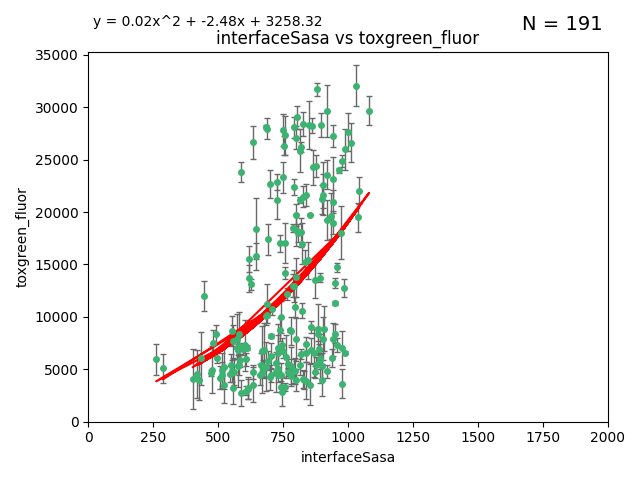 y = 0.02x^2 + -2.48x + 3258.32
N = 191
interfaceSasa vs toxgreen_fluor
35000
30000
25000
20000
15000
10000
5000
0
toxgreen_fluor
0 250 500 750 1000 1250 1500 1750 2000
interfaceSasa